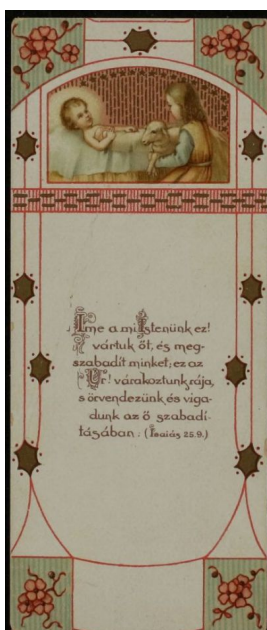 Íme a mi Istenünk ez!
vártuk őt, és meg-
szabadít minket; ez az
Úr! várakoztunk rája,
s örvendezünk és viga-
dunk az ő szabadí-
tásában. (Isaiás 25.9.)